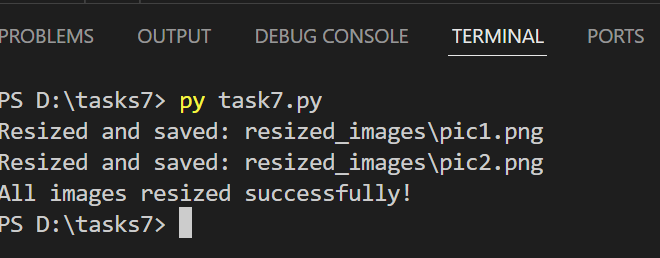 PROBLEMS OUTPUT DEBUG CONSOLE TERMINAL PORTS
PS D:\tasks7> py task7.py
Resized and saved: resized_images\pic1.png
Resized and saved: resized_images\pic2.png
All images resized successfully!
PS D:\tasks7>